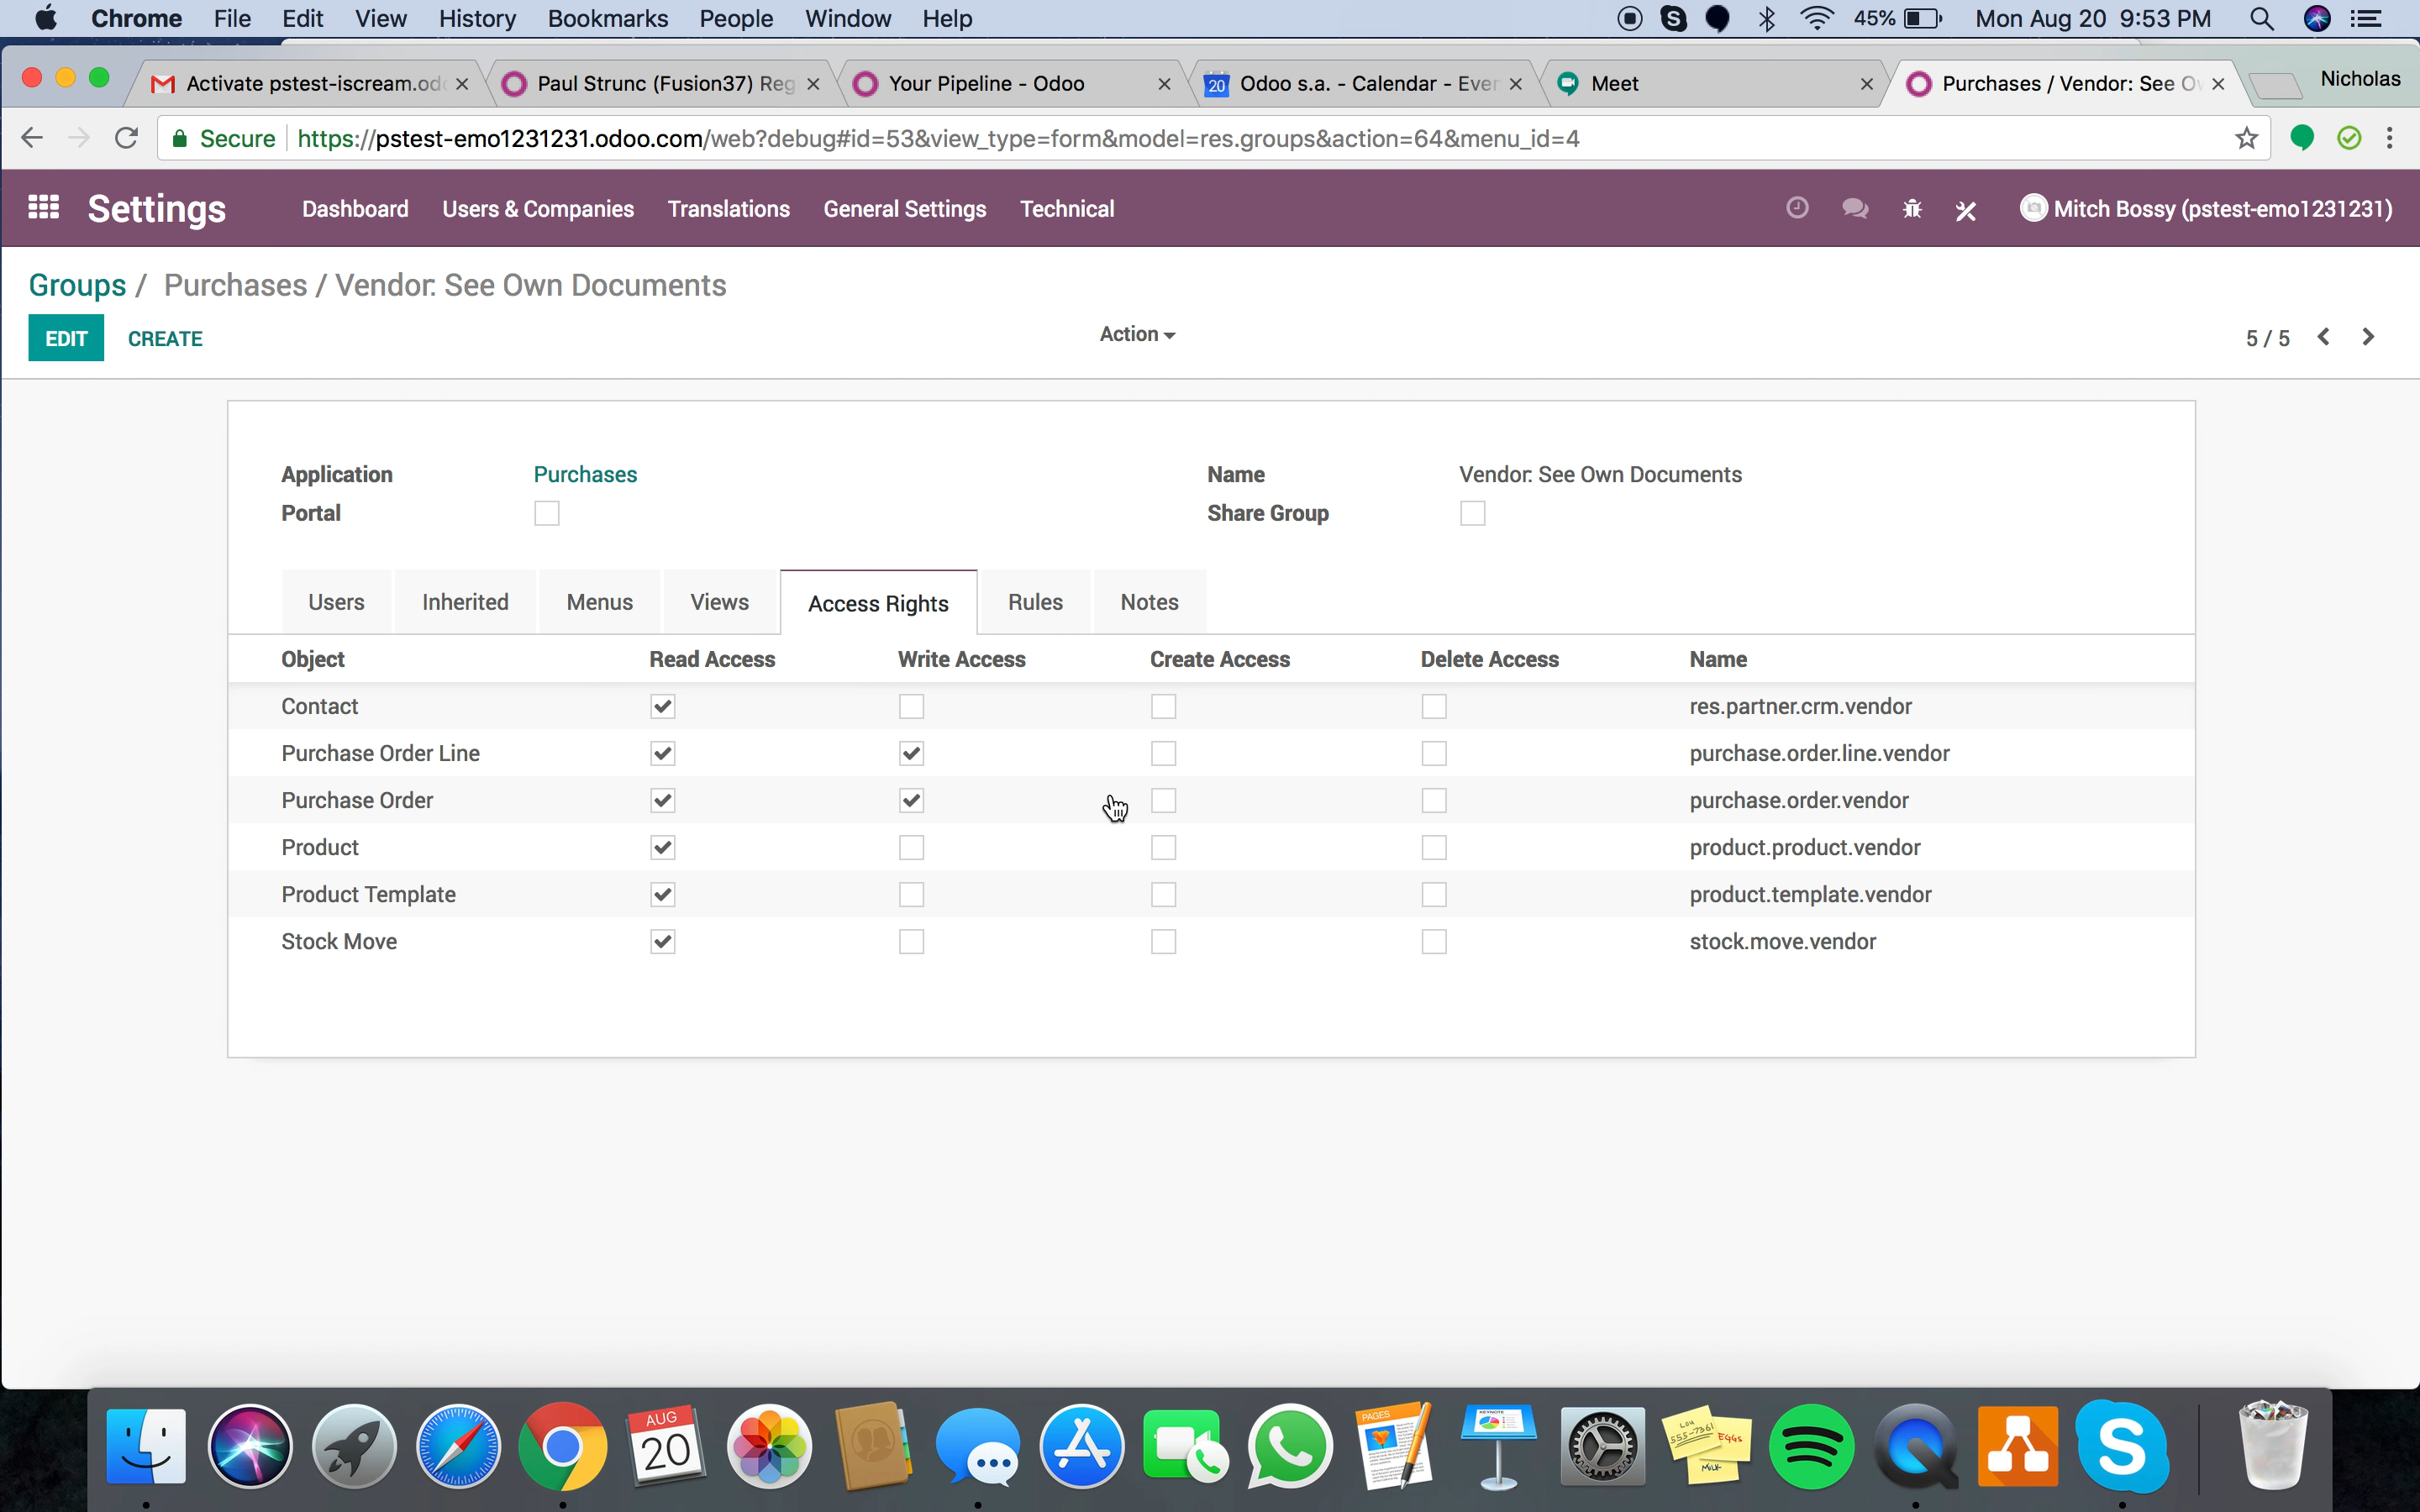 Chrome File Edit View History Bookmarks People Window Help 45% Mon Aug 20 9:53 PM
Activate pstest-iscream.od Paul Strunc (Fusion37) Reg Your Pipeline - Odoo 20 Odoo s.a. - Calendar - Ever Meet Purchases / Vendor: See O Nicholas
Secure https://pstest-emo1231231.odoo.com/web?debug#id=53&view_type=form&model=res.groups&action=64&menu_id=4
Settings Dashboard Users & Companies Translations General Settings Technical Mitch Bossy (pstest-emo1231231)
Groups / Purchases / Vendor: See Own Documents
EDIT CREATE Action 5 / 5
Application Purchases Name Vendor: See Own Documents
Portal Share Group
Users Inherited Menus Views Access Rights Rules Notes
Object Read Access Write Access Create Access Delete Access Name
Contact res.partner.crm.vendor
Purchase Order Line purchase.order.line.vendor
Purchase Order purchase.order.vendor
Product product.product.vendor
Product Template product.template.vendor
Stock Move stock.move.vendor
AUG
20
PAGES
KEYNOTE
Lou
555-7361
EGGS
MILK